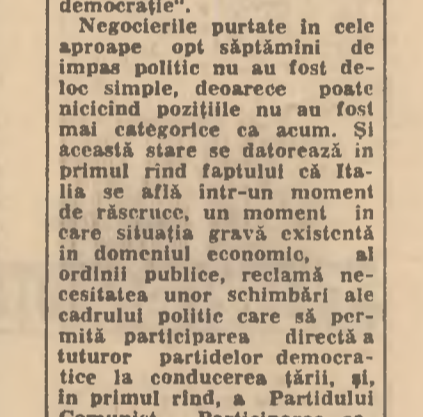 democrație".
Negocierile purtate în cele
aproape opt săptămîni de
impas politic nu au fost de-
loc simple, deoarece poate
nicicînd pozițiile nu au fost
mai categorice ca acum. Și
această stare se datorează în
primul rînd faptului că Ita-
lia se află într-un moment
de răscruce, un moment în
care situația gravă existentă
în domeniul economic, al
ordinii publice, reclamă ne-
cesitatea unor schimbări ale
cadrului politic care să per-
mită participarea directă a
tuturor partidelor democra-
tice la conducerea țării, și,
în primul rînd, a Partidului
Comunist. Participarea